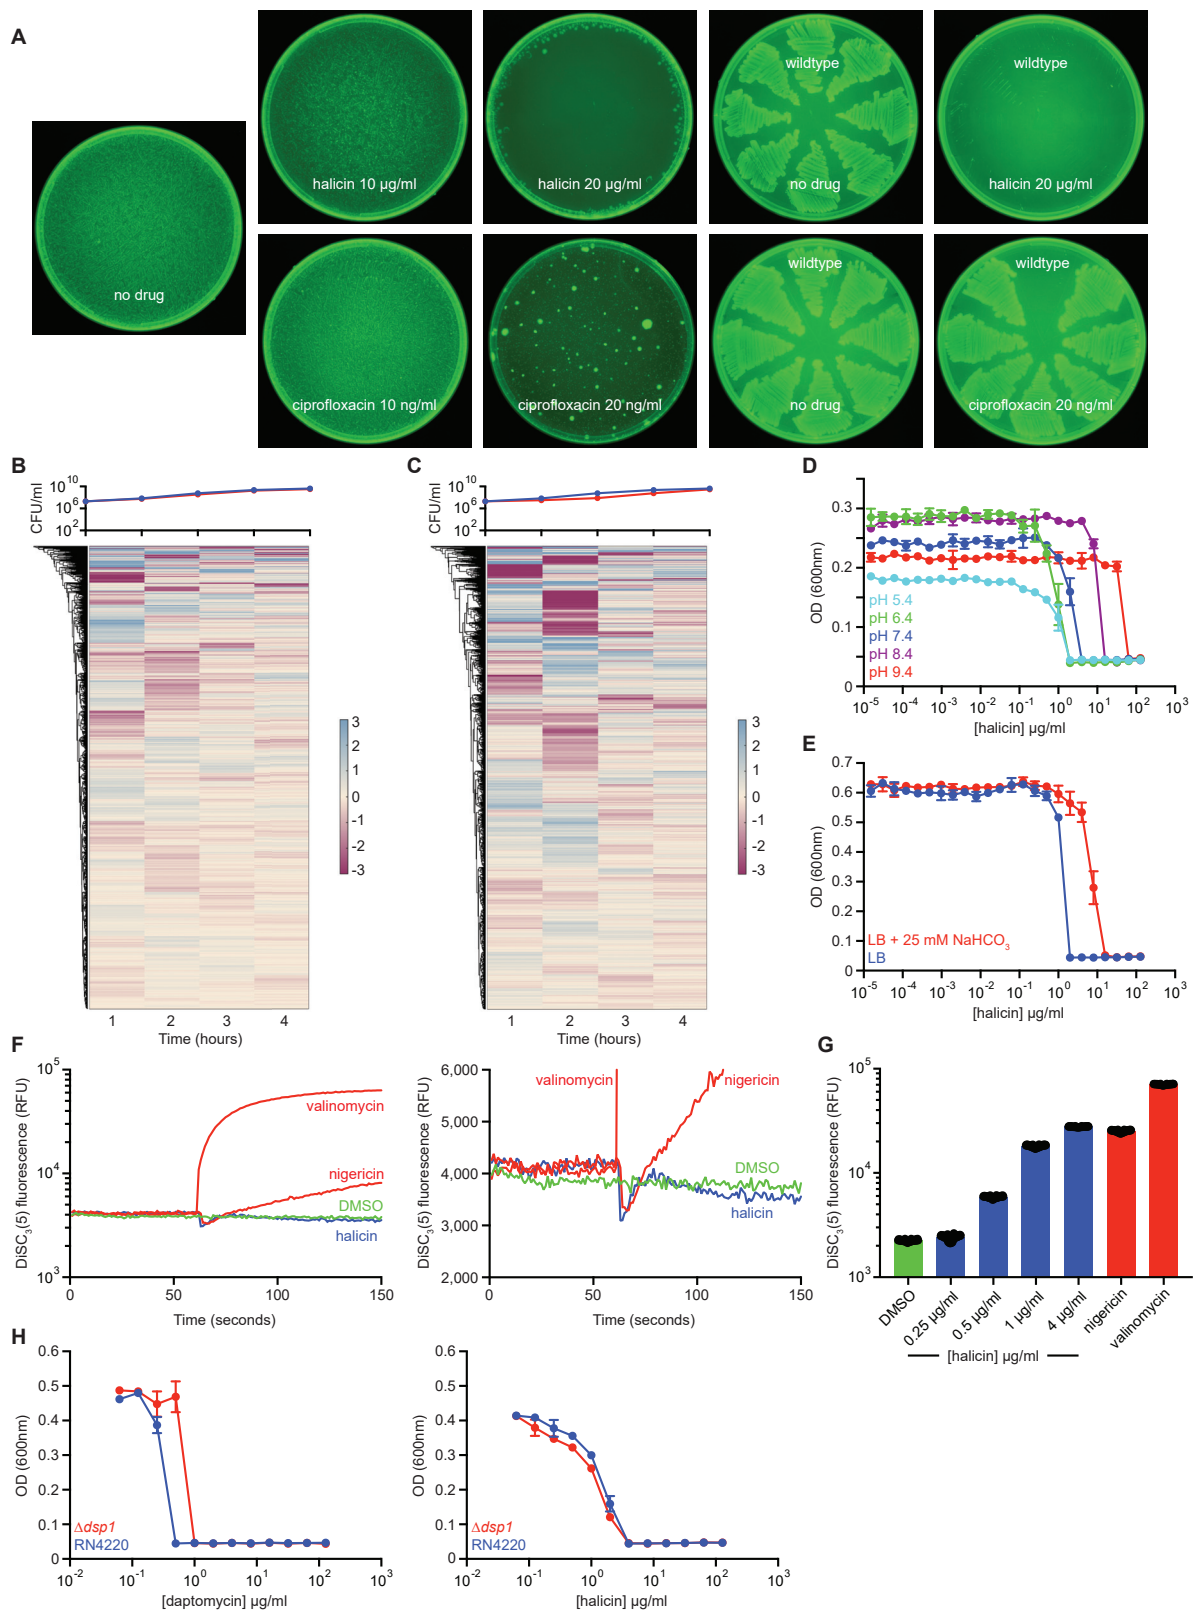 A
no drug
halicin 10 µg/ml
halicin 20 µg/ml
wildtype
no drug
wildtype
halicin 20 µg/ml
ciprofloxacin 10 ng/ml
ciprofloxacin 20 ng/ml
wildtype
no drug
wildtype
ciprofloxacin 20 ng/ml
B
CFU/ml
10^10
10^6
10^2
3
2
1
0
-1
-2
-3
1 2 3 4
Time (hours)
C
CFU/ml
10^10
10^6
10^2
3
2
1
0
-1
-2
-3
1 2 3 4
Time (hours)
D
OD (600nm)
0.3
0.2
0.1
0
pH 5.4
pH 6.4
pH 7.4
pH 8.4
pH 9.4
10^-5 10^-4 10^-3 10^-2 10^-1 10^0 10^1 10^2 10^3
[halicin] µg/ml
E
OD (600nm)
0.7
0.6
0.5
0.4
0.3
0.2
0.1
0
LB + 25 mM NaHCO3
LB
10^-5 10^-4 10^-3 10^-2 10^-1 10^0 10^1 10^2 10^3
[halicin] µg/ml
F
DiSC3(5) fluorescence (RFU)
10^5
10^4
10^3
valinomycin
nigericin
DMSO
halicin
0 50 100 150
Time (seconds)
DiSC3(5) fluorescence (RFU)
6,000
5,000
4,000
3,000
2,000
valinomycin
nigericin
DMSO
halicin
0 50 100 150
Time (seconds)
G
DiSC3(5) fluorescence (RFU)
10^5
10^4
10^3
DMSO
0.25 µg/ml
0.5 µg/ml
1 µg/ml
4 µg/ml
nigericin
valinomycin
[halicin] µg/ml
H
OD (600nm)
0.6
0.5
0.4
0.3
0.2
0.1
0
Δdsp1
RN4220
10^-2 10^-1 10^0 10^1 10^2 10^3
[daptomycin] µg/ml
OD (600nm)
0.6
0.5
0.4
0.3
0.2
0.1
0
Δdsp1
RN4220
10^-2 10^-1 10^0 10^1 10^2 10^3
[halicin] µg/ml